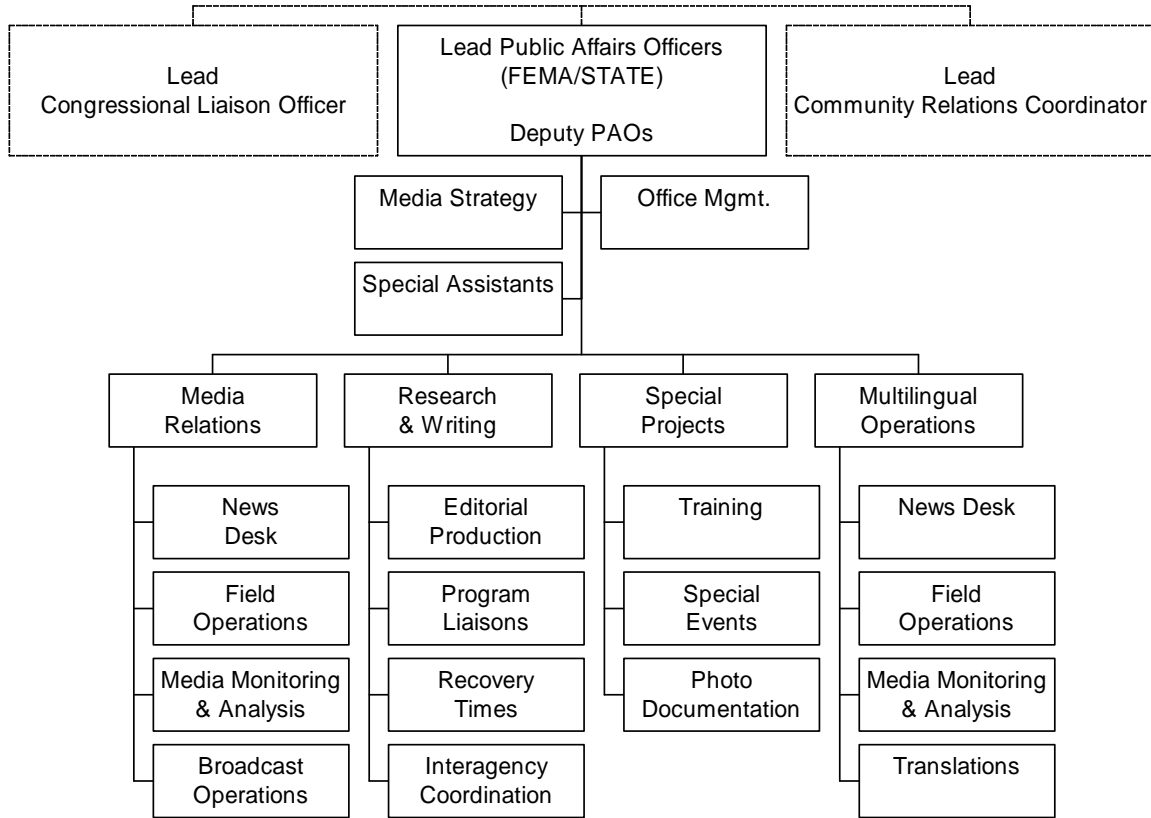 Lead
Congressional Liaison Officer
Lead Public Affairs Officers
(FEMA/STATE)
Deputy PAOs
Lead
Community Relations Coordinator
Media Strategy
Office Mgmt.
Special Assistants
Media
Relations
Research
& Writing
Special
Projects
Multilingual
Operations
News
Desk
Field
Operations
Media Monitoring
& Analysis
Broadcast
Operations
Editorial
Production
Program
Liaisons
Recovery
Times
Interagency
Coordination
Training
Special
Events
Photo
Documentation
News Desk
Field
Operations
Media Monitoring
& Analysis
Translations